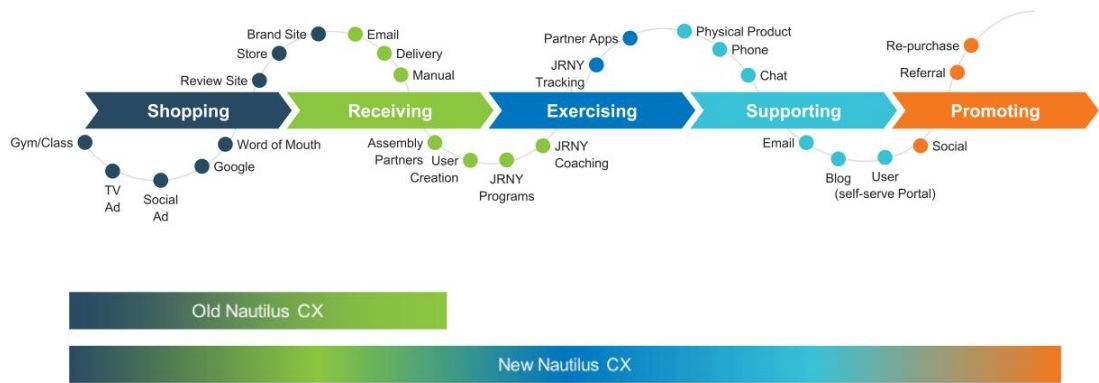 Brand Site
Email
Store
Delivery
Review Site
Manual
Partner Apps
JRNY
Tracking
Physical Product
Phone
Chat
Re-purchase
Referral
Shopping
Receiving
Exercising
Supporting
Promoting
Gym/Class
TV
Ad
Social
Ad
Google
Word of Mouth
Assembly
Partners
User
Creation
JRNY
Programs
JRNY
Coaching
Email
Blog
User
(self-serve Portal)
Social
Old Nautilus CX
New Nautilus CX